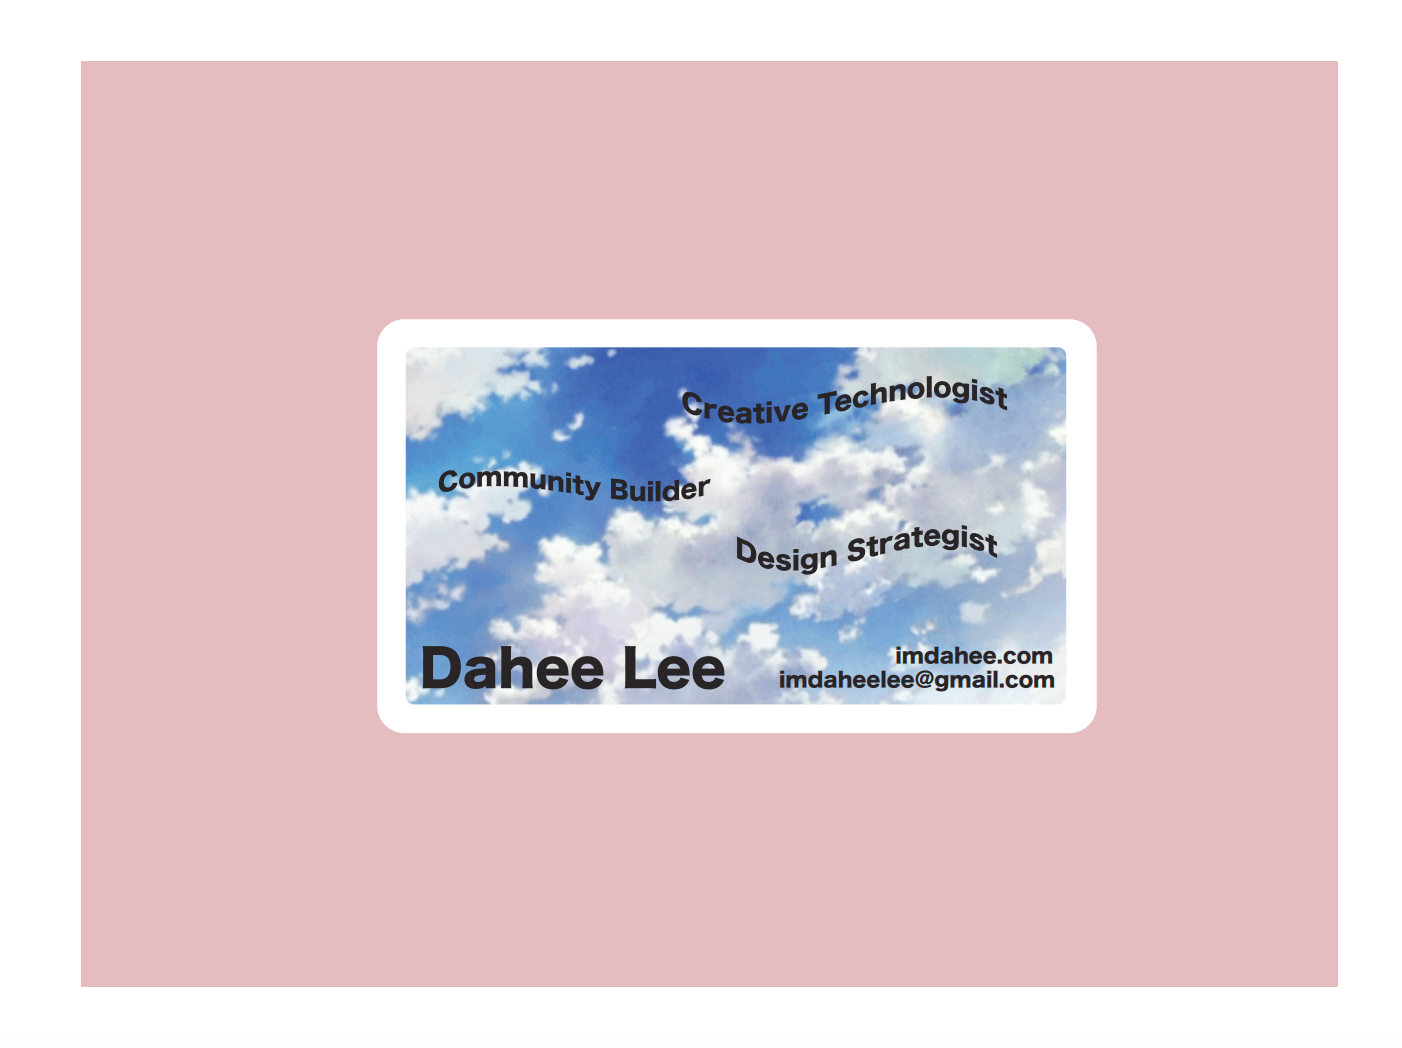 Creative Technologist
Community Builder
Design Strategist
Dahee Lee
imdahee.com
imdaheelee@gmail.com